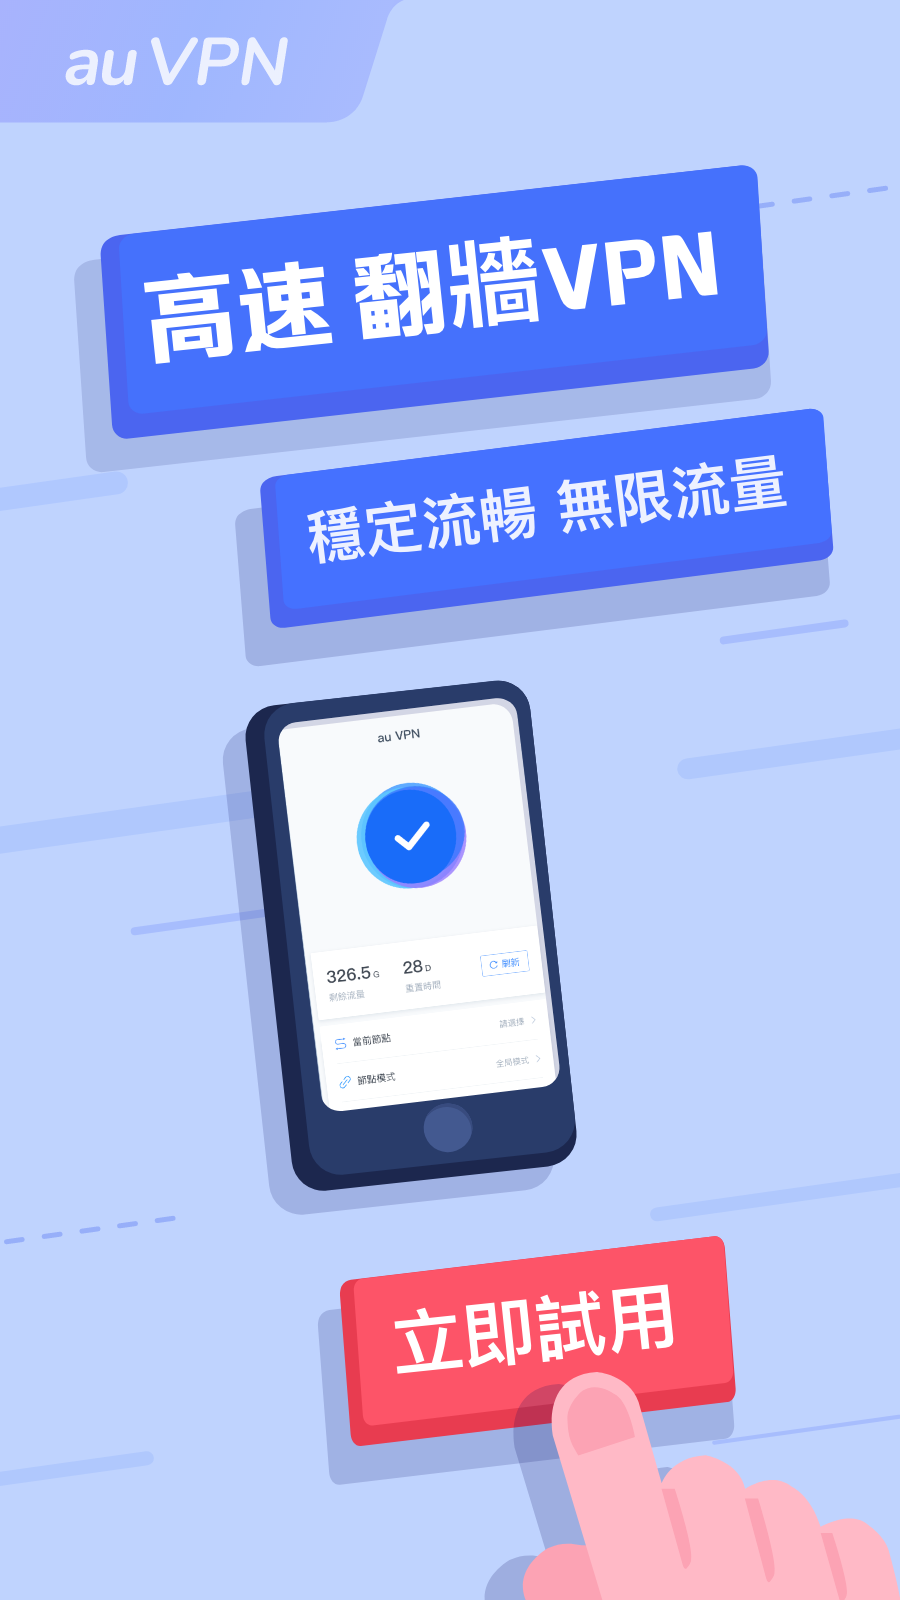 au VPN
高速 翻牆VPN
穩定流暢 無限流量
au VPN
326.5 G
28 D
刷新
剩餘流量
重置時間
當前節點
請選擇
節點模式
全局模式
立即試用